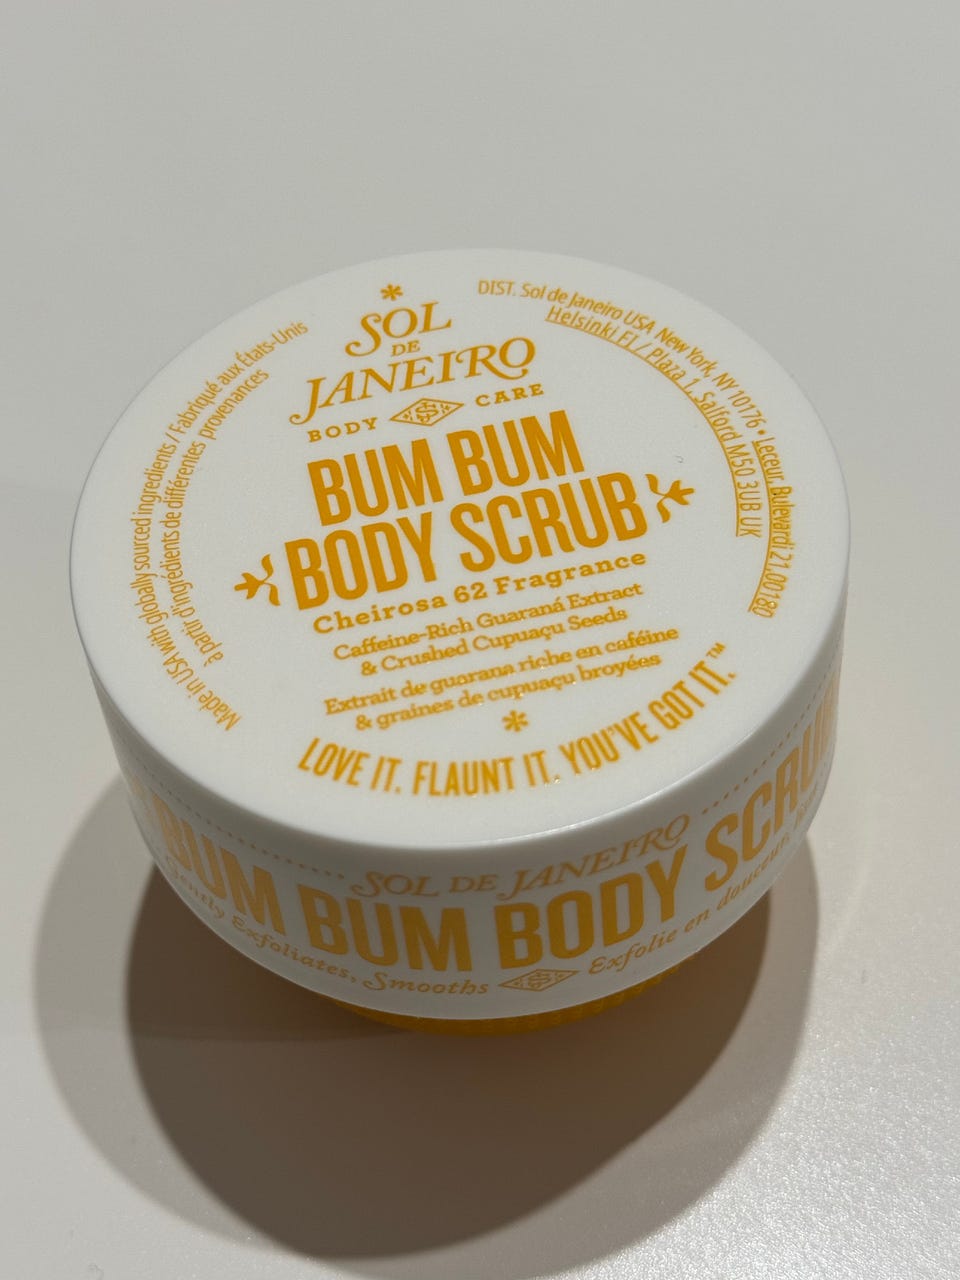 SOL
DE
JANEIRO
BODY CARE
BUM BUM
BODY SCRUB
Cheirosa 62 Fragrance
Caffeine-Rich Guaraná Extract
& Crushed Cupuaçu Seeds
Extrait de guarana riche en caféine
& graines de cupuaçu broyées
LOVE IT. FLAUNT IT. YOU'VE GOT IT.™
Made in USA with globally sourced ingredients / Fabriqué aux États-Unis
à partir d'ingrédients de différentes provenances
DIST. Sol de Janeiro USA New York, NY 10176 • Leceur, Bulevardi 21, 00180
Helsinki FI / Plaza 1, Salford M50 3UB UK
SOL DE JANEIRO
BUM BUM BODY SCRUB
Gently Exfoliates, Smooths
Exfolie en douceur,